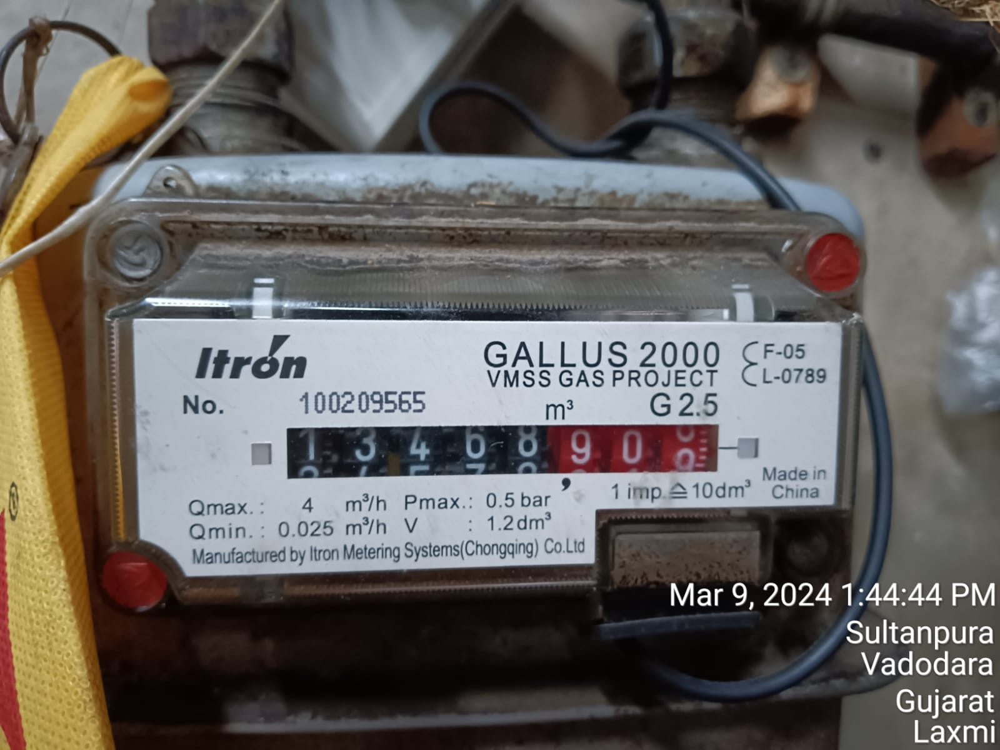 Itron
GALLUS 2000
VMSS GAS PROJECT
F-05
L-0789
No. 100209565
m³ G 2.5
1 3 4 6 8 9 0
Made in
China
Qmax. : 4 m³/h Pmax.: 0.5 bar
1 imp.≙10dm³
Qmin. : 0.025 m³/h V : 1.2dm³
Manufactured by Itron Metering Systems(Chongqing) Co.Ltd
Mar 9, 2024 1:44:44 PM
Sultanpura
Vadodara
Gujarat
Laxmi